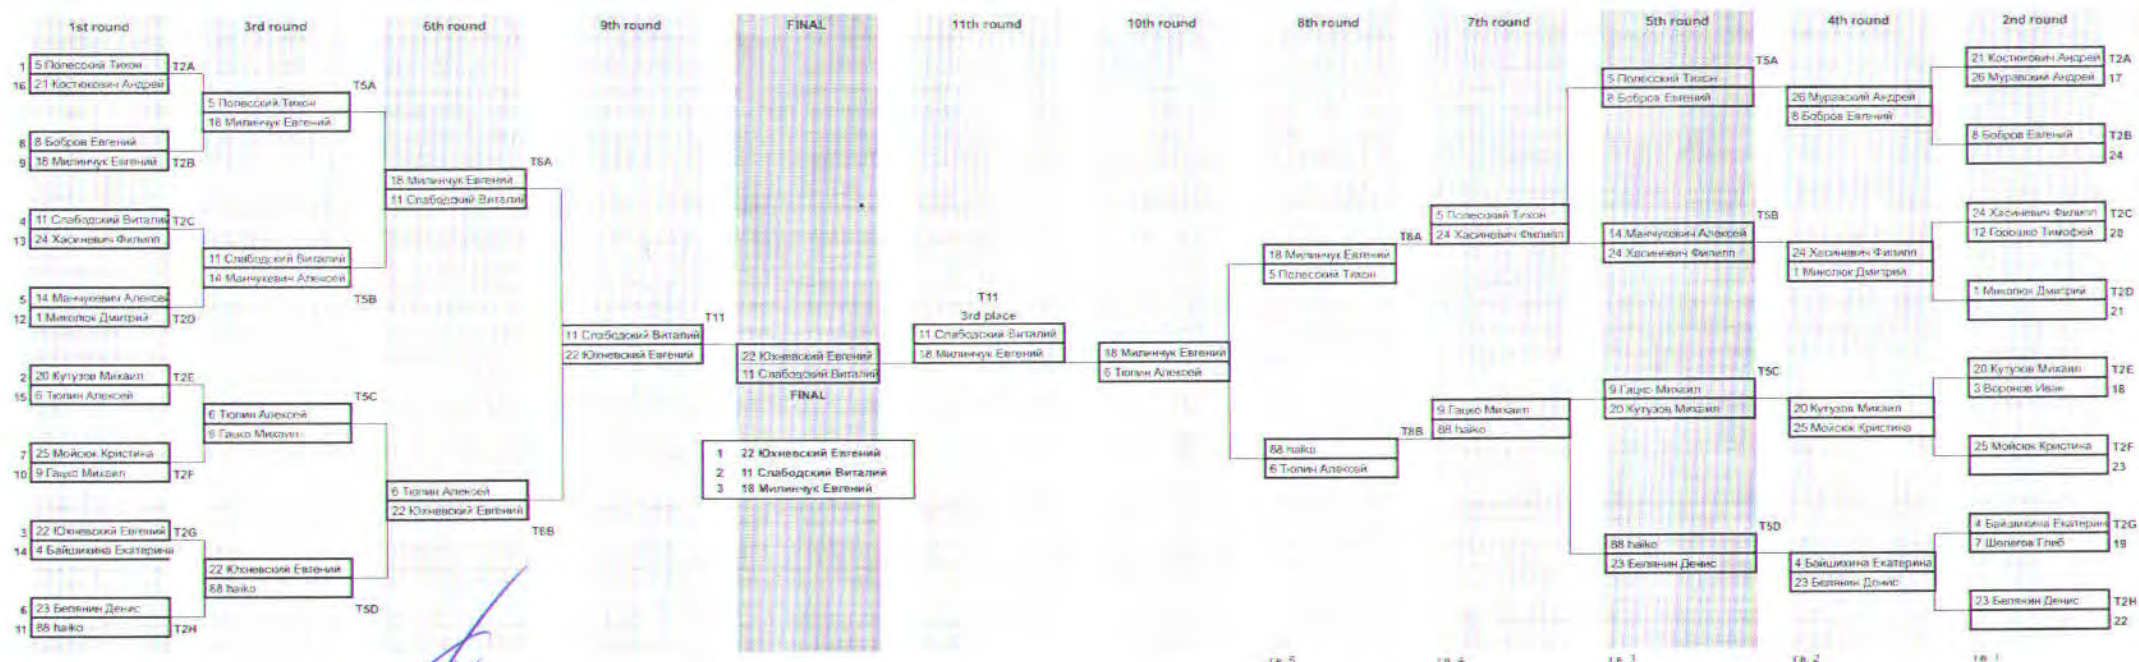 1st round
3rd round
6th round
9th round
FINAL
11th round
10th round
8th round
7th round
5th round
4th round
2nd round
1 5 Полесский Тихон T2A
16 21 Костюкович Андрей
8 8 Бобров Евгений
9 18 Милинчук Евгений T2B
4 11 Слабодский Виталий T2C
13 24 Хасиневич Филипп
5 14 Манчукевич Алексе
12 1 Миколюк Дмитрий T2D
2 20 Кутузов Михаил T2E
15 6 Тюпин Алексей
7 25 Мойсюк Кристина
10 9 Гацко Михаил T2F
3 22 Юхневский Евгений T2G
14 4 Байшихина Екатерина
6 23 Белянин Денис
11 88 haiko T2H
T5A
5 Полесский Тихон
18 Милинчук Евгений
11 Слабодский Виталий
14 Манчукевич Алексей
T5B
T5C
6 Тюпин Алексей
9 Гацко Михаил
22 Юхневский Евгений
88 haiko
T5D
T8A
18 Милинчук Евгений
11 Слабодский Виталий
6 Тюпин Алексей
22 Юхневский Евгений
T8B
T11
11 Слабодский Виталий
22 Юхневский Евгений
22 Юхневский Евгений
11 Слабодский Виталий
FINAL
1 22 Юхневский Евгений
2 11 Слабодский Виталий
3 18 Милинчук Евгений
T11
3rd place
11 Слабодский Виталий
18 Милинчук Евгений
18 Милинчук Евгений
6 Тюпин Алексей
T8A
18 Милинчук Евгений
5 Полесский Тихон
T8B
88 haiko
6 Тюпин Алексей
5 Полесский Тихон
24 Хасиневич Филипп
9 Гацко Михаил
88 haiko
T5A
5 Полесский Тихон
8 Бобров Евгений
T5B
14 Манчукевич Алексей
24 Хасиневич Филипп
T5C
9 Гацко Михаил
20 Кутузов Михаил
T5D
88 haiko
23 Белянин Денис
26 Муравский Андрей
8 Бобров Евгений
24 Хасиневич Филипп
1 Миколюк Дмитрий
20 Кутузов Михаил
25 Мойсюк Кристина
4 Байшихина Екатерина
23 Белянин Денис
21 Костюкович Андрей T2A
26 Муравский Андрей 17
8 Бобров Евгений T2B
24
24 Хасиневич Филипп T2C
12 Горошко Тимофей 20
1 Миколюк Дмитрий T2D
21
20 Кутузов Михаил T2E
3 Воронов Иван 18
25 Мойсюк Кристина T2F
23
4 Байшихина Екатерин T2G
7 Шелегов Глеб 19
23 Белянин Денис T2H
22